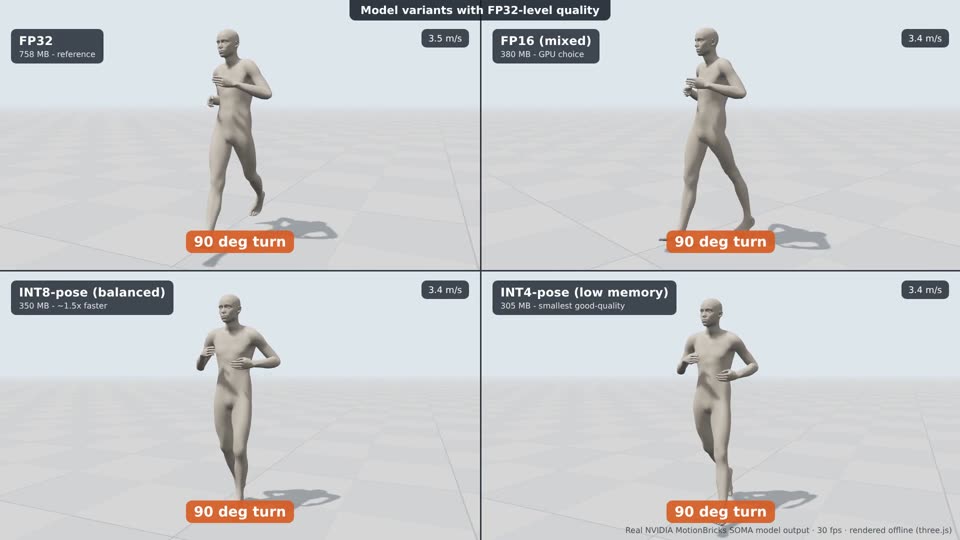 Model variants with FP32-level quality
FP32
758 MB - reference
3.5 m/s
FP16 (mixed)
380 MB - GPU choice
3.4 m/s
90 deg turn
90 deg turn
INT8-pose (balanced)
350 MB - ~1.5x faster
3.4 m/s
INT4-pose (low memory)
305 MB - smallest good-quality
3.4 m/s
90 deg turn
90 deg turn
Real NVIDIA MotionBricks SOMA model output · 30 fps · rendered offline (three.js)